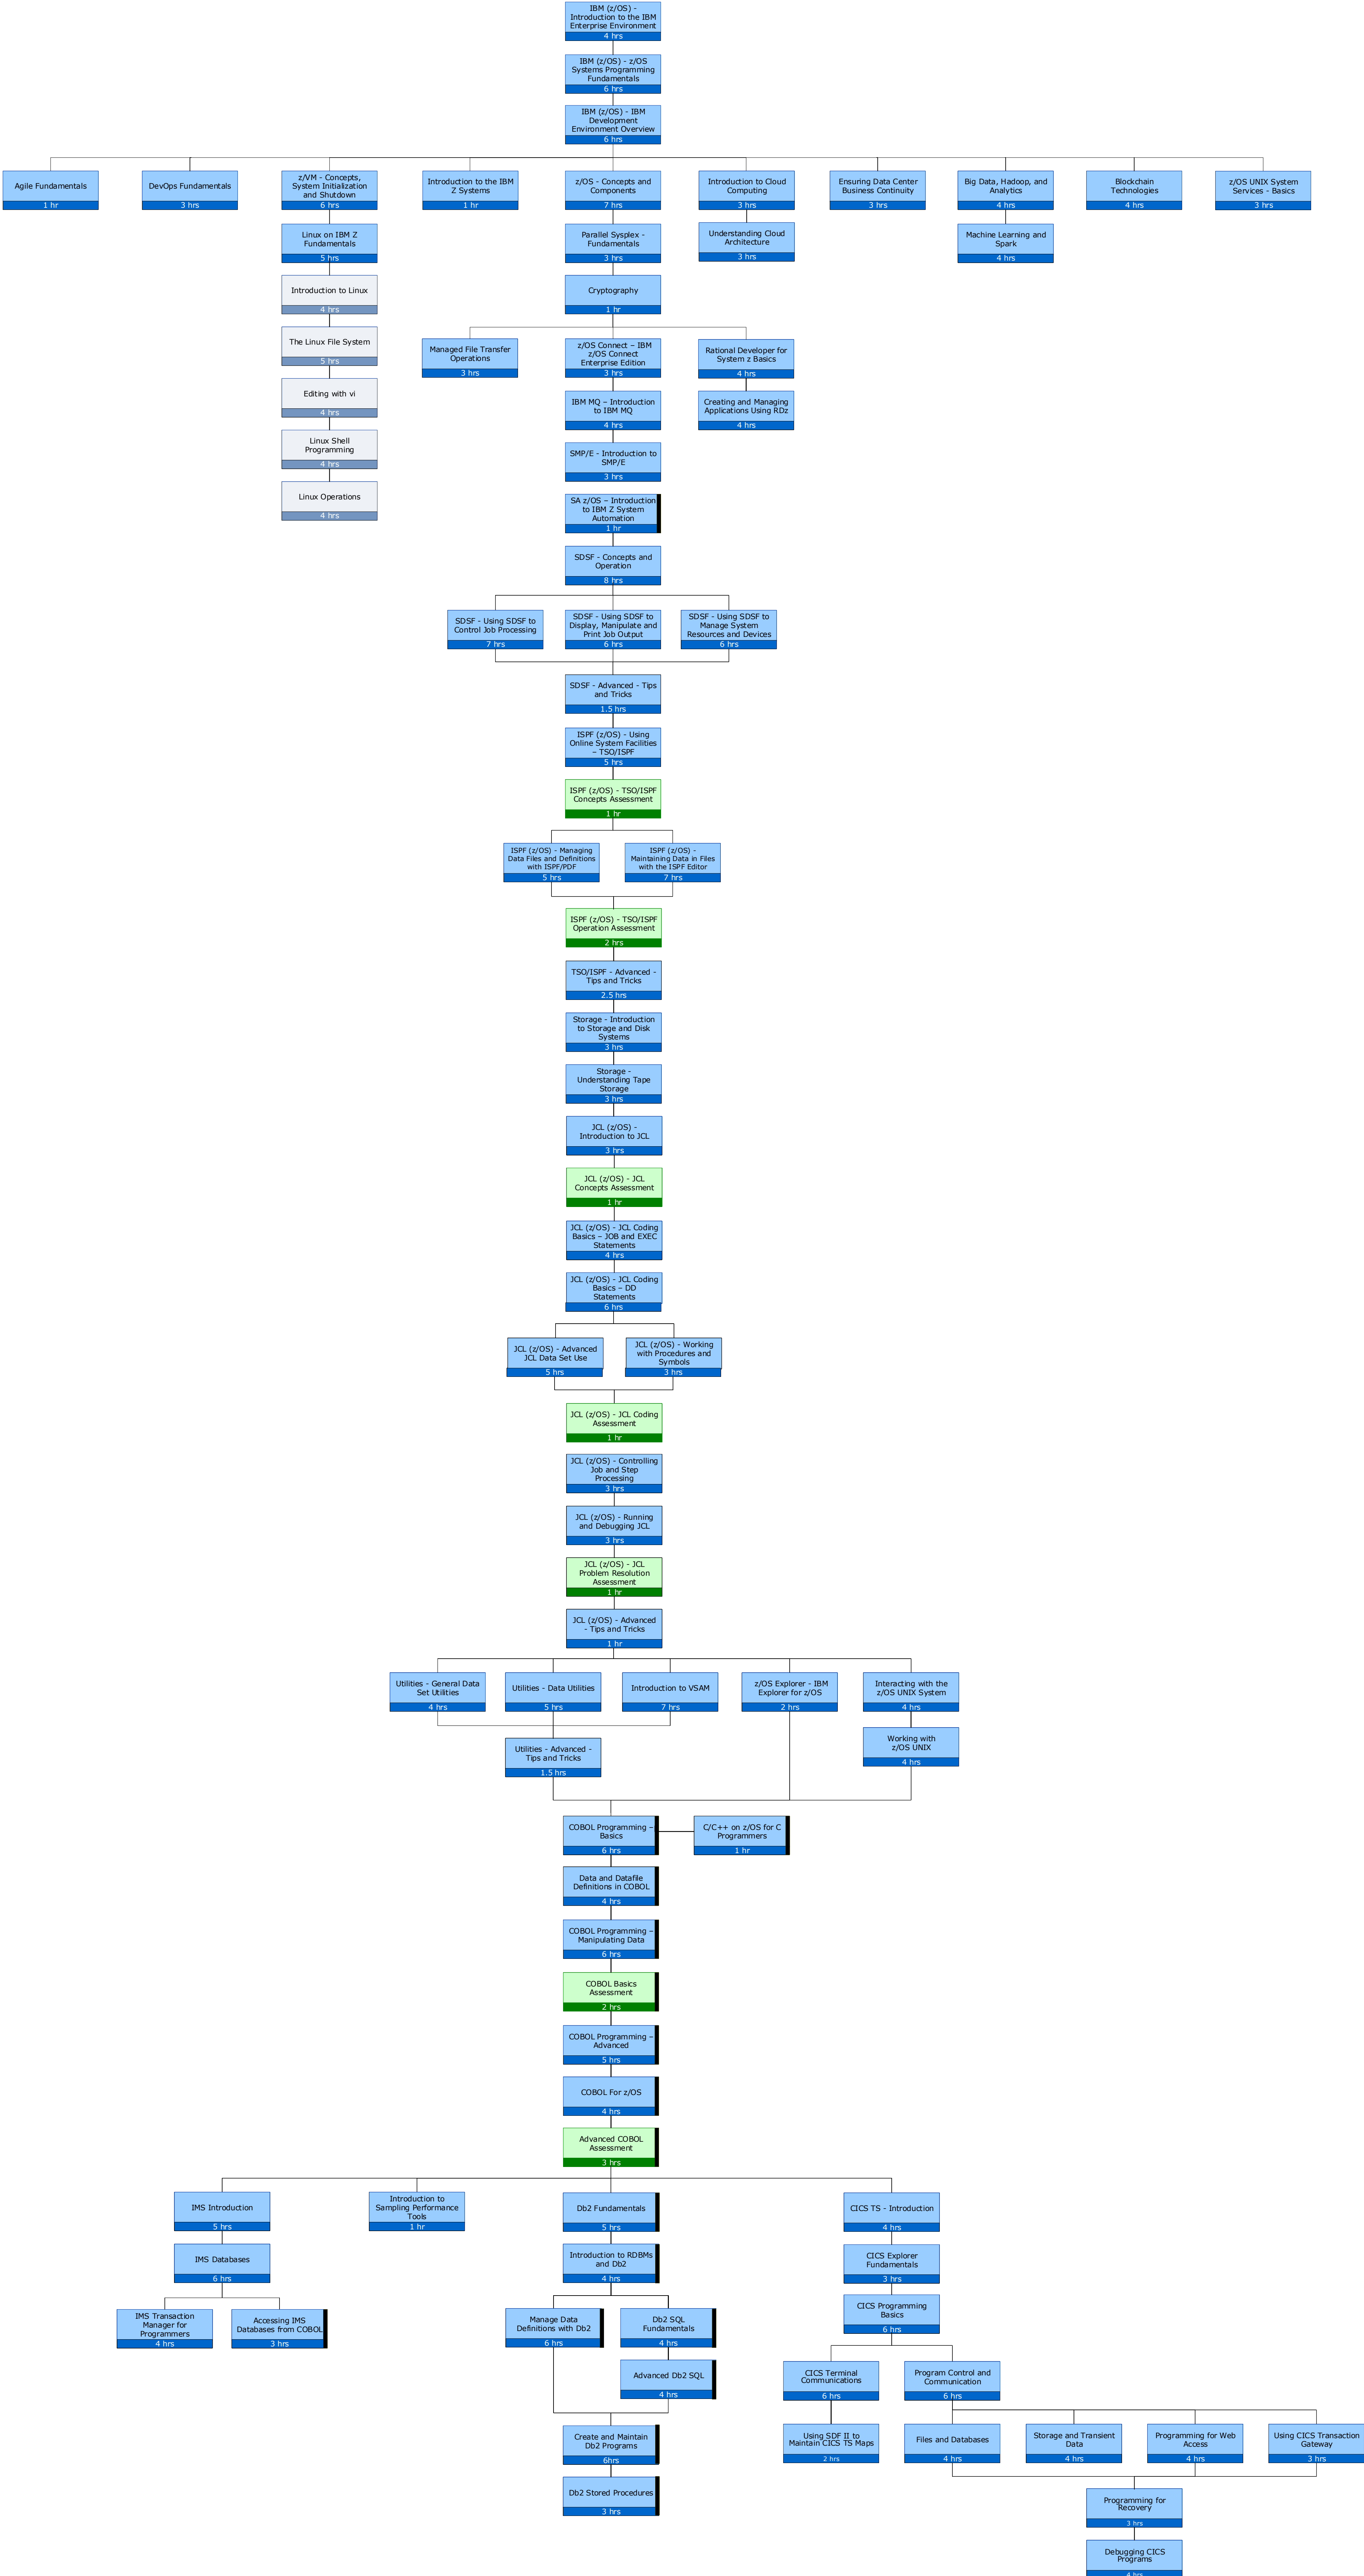 IBM (z/OS) -
Introduction to the IBM
Enterprise Environment
4 hrs
IBM (z/OS) - z/OS
Systems Programming
Fundamentals
6 hrs
IBM (z/OS) - IBM
Development
Environment Overview
6 hrs
Agile Fundamentals
1 hr
DevOps Fundamentals
3 hrs
z/VM - Concepts,
System Initialization
and Shutdown
6 hrs
Introduction to the IBM
Z Systems
1 hr
z/OS - Concepts and
Components
7 hrs
Introduction to Cloud
Computing
3 hrs
Ensuring Data Center
Business Continuity
3 hrs
Big Data, Hadoop, and
Analytics
4 hrs
Blockchain
Technologies
4 hrs
z/OS UNIX System
Services - Basics
3 hrs
Linux on IBM Z
Fundamentals
5 hrs
Parallel Sysplex -
Fundamentals
3 hrs
Understanding Cloud
Architecture
3 hrs
Machine Learning and
Spark
4 hrs
Introduction to Linux
4 hrs
Cryptography
1 hr
The Linux File System
5 hrs
Managed File Transfer
Operations
3 hrs
z/OS Connect – IBM
z/OS Connect
Enterprise Edition
3 hrs
Rational Developer for
System z Basics
4 hrs
Editing with vi
4 hrs
IBM MQ – Introduction
to IBM MQ
4 hrs
Creating and Managing
Applications Using RDz
4 hrs
Linux Shell
Programming
4 hrs
SMP/E - Introduction to
SMP/E
3 hrs
Linux Operations
4 hrs
SA z/OS – Introduction
to IBM Z System
Automation
1 hr
SDSF - Concepts and
Operation
8 hrs
SDSF - Using SDSF to
Control Job Processing
7 hrs
SDSF - Using SDSF to
Display, Manipulate and
Print Job Output
6 hrs
SDSF - Using SDSF to
Manage System
Resources and Devices
6 hrs
SDSF - Advanced - Tips
and Tricks
1.5 hrs
ISPF (z/OS) - Using
Online System Facilities
– TSO/ISPF
5 hrs
ISPF (z/OS) - TSO/ISPF
Concepts Assessment
1 hr
ISPF (z/OS) - Managing
Data Files and Definitions
with ISPF/PDF
5 hrs
ISPF (z/OS) -
Maintaining Data in Files
with the ISPF Editor
7 hrs
ISPF (z/OS) - TSO/ISPF
Operation Assessment
2 hrs
TSO/ISPF - Advanced -
Tips and Tricks
2.5 hrs
Storage - Introduction
to Storage and Disk
Systems
3 hrs
Storage -
Understanding Tape
Storage
3 hrs
JCL (z/OS) -
Introduction to JCL
3 hrs
JCL (z/OS) - JCL
Concepts Assessment
1 hr
JCL (z/OS) - JCL Coding
Basics – JOB and EXEC
Statements
4 hrs
JCL (z/OS) - JCL Coding
Basics – DD
Statements
6 hrs
JCL (z/OS) - Advanced
JCL Data Set Use
5 hrs
JCL (z/OS) - Working
with Procedures and
Symbols
3 hrs
JCL (z/OS) - JCL Coding
Assessment
1 hr
JCL (z/OS) - Controlling
Job and Step
Processing
3 hrs
JCL (z/OS) - Running
and Debugging JCL
3 hrs
JCL (z/OS) - JCL
Problem Resolution
Assessment
1 hr
JCL (z/OS) - Advanced
- Tips and Tricks
1 hr
Utilities - General Data
Set Utilities
4 hrs
Utilities - Data Utilities
5 hrs
Introduction to VSAM
7 hrs
z/OS Explorer - IBM
Explorer for z/OS
2 hrs
Interacting with the
z/OS UNIX System
4 hrs
Utilities - Advanced -
Tips and Tricks
1.5 hrs
Working with
z/OS UNIX
4 hrs
COBOL Programming –
Basics
6 hrs
C/C++ on z/OS for C
Programmers
1 hr
Data and Datafile
Definitions in COBOL
4 hrs
COBOL Programming –
Manipulating Data
6 hrs
COBOL Basics
Assessment
2 hrs
COBOL Programming –
Advanced
5 hrs
COBOL For z/OS
4 hrs
Advanced COBOL
Assessment
3 hrs
IMS Introduction
5 hrs
Introduction to
Sampling Performance
Tools
1 hr
Db2 Fundamentals
5 hrs
CICS TS - Introduction
4 hrs
IMS Databases
6 hrs
Introduction to RDBMs
and Db2
4 hrs
CICS Explorer
Fundamentals
3 hrs
IMS Transaction
Manager for
Programmers
4 hrs
Accessing IMS
Databases from COBOL
3 hrs
Manage Data
Definitions with Db2
6 hrs
Db2 SQL
Fundamentals
4 hrs
CICS Programming
Basics
6 hrs
Advanced Db2 SQL
4 hrs
CICS Terminal
Communications
6 hrs
Program Control and
Communication
6 hrs
Create and Maintain
Db2 Programs
6hrs
Using SDF II to
Maintain CICS TS Maps
2 hrs
Files and Databases
4 hrs
Storage and Transient
Data
4 hrs
Programming for Web
Access
4 hrs
Using CICS Transaction
Gateway
3 hrs
Db2 Stored Procedures
3 hrs
Programming for
Recovery
3 hrs
Debugging CICS
Programs
4 hrs